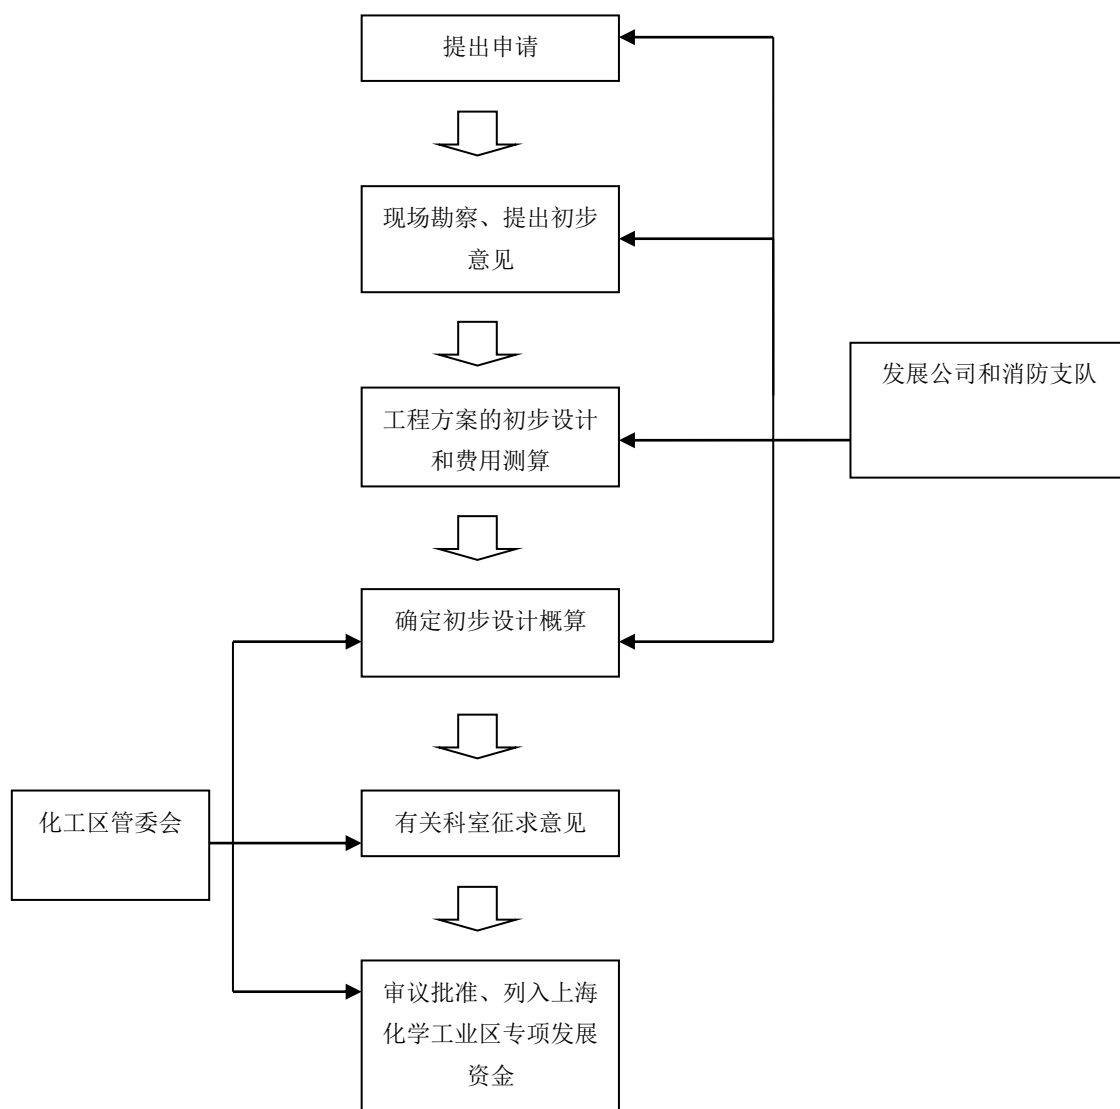 提出申请
现场勘察、提出初步
意见
发展公司和消防支队
工程方案的初步设计
和费用测算
确定初步设计概算
化工区管委会
有关科室征求意见
审议批准、列入上海
化学工业区专项发展
资金